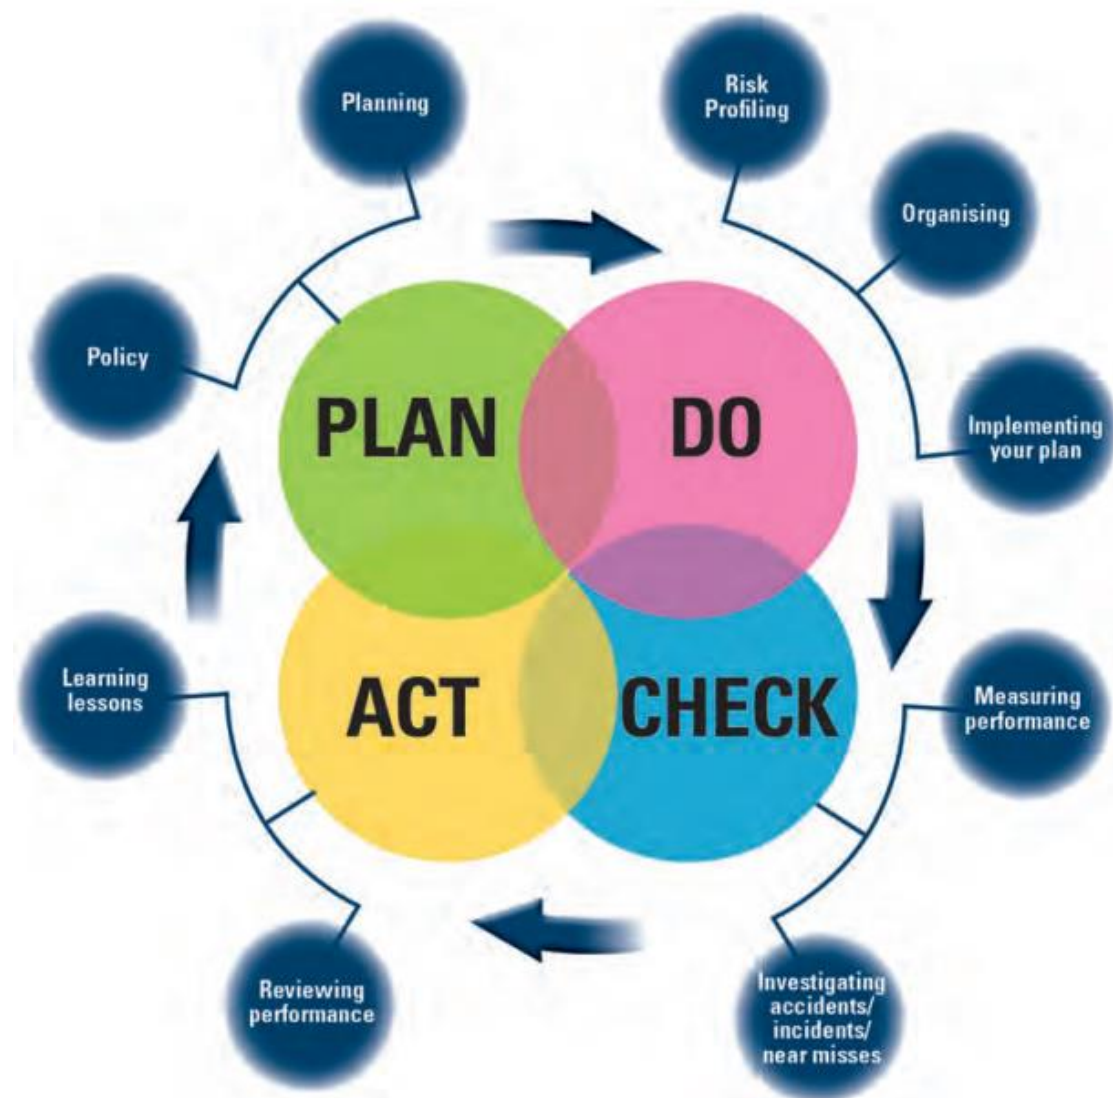 Planning
Risk
Profiling
Organising
Policy
PLAN
DO
Implementing
your plan
Learning
lessons
ACT
CHECK
Measuring
performance
Reviewing
performance
Investigating
accidents/
incidents/
near misses